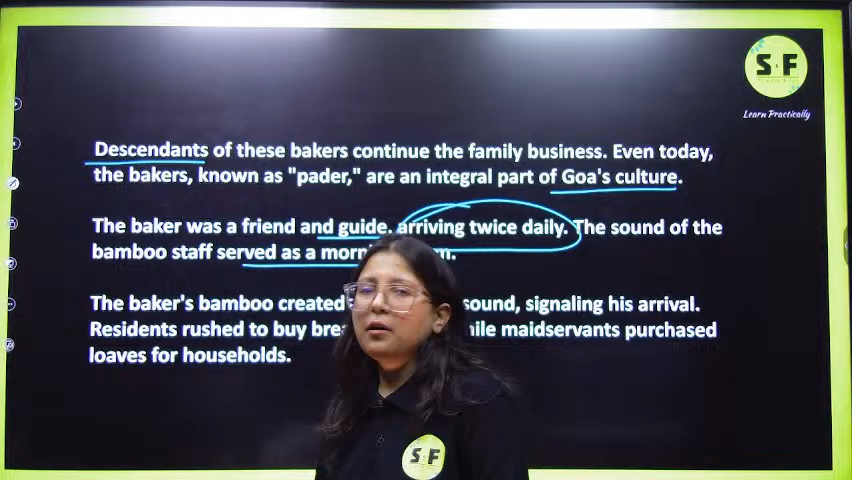 S F
Learn Practically
Descendants of these bakers continue the family business. Even today,
the bakers, known as "pader," are an integral part of Goa's culture.
The baker was a friend and guide, arriving twice daily. The sound of the
bamboo staff served as a
The baker's bamboo created sound, signaling his arrival.
Residents rushed to buy maidservants purchased
loaves for households.
S F